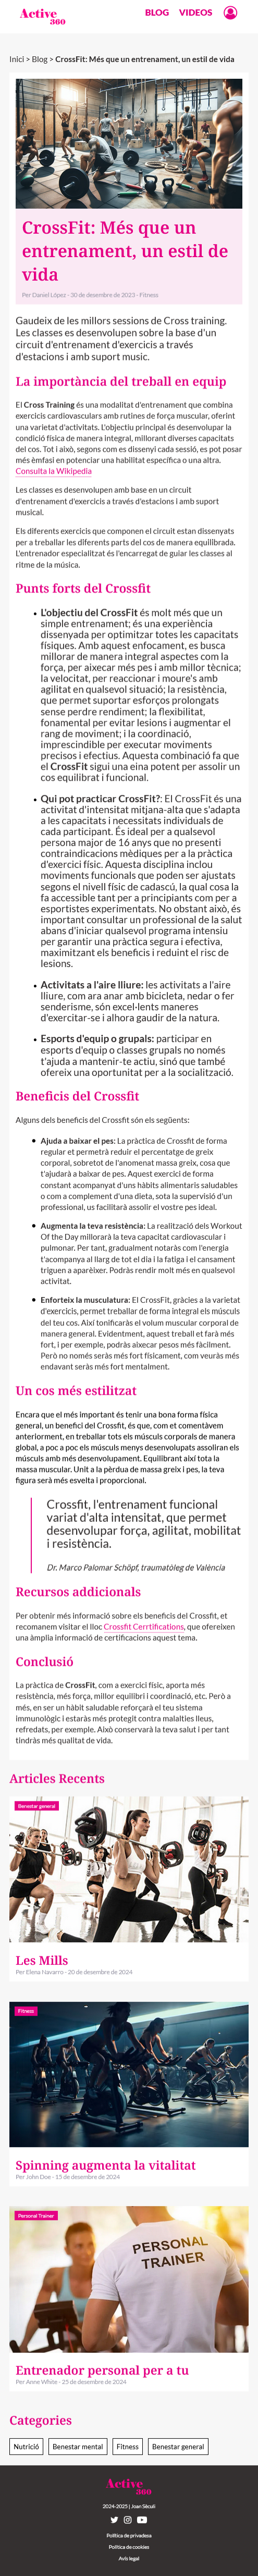 Active
360
BLOG VIDEOS
Inici > Blog > CrossFit: Més que un entrenament, un estil de vida
CrossFit: Més que un
entrenament, un estil de
vida
Per Daniel López - 30 de desembre de 2023 - Fitness
Gaudeix de les millors sessions de Cross training.
Les classes es desenvolupen sobre la base d'un
circuit d'entrenament d'exercicis a través
d'estacions i amb suport music.
La importància del treball en equip
El Cross Training és una modalitat d'entrenament que combina
exercicis cardiovasculars amb rutines de força muscular, oferint
una varietat d'activitats. L'objectiu principal és desenvolupar la
condició física de manera integral, millorant diverses capacitats
del cos. Tot i això, segons com es dissenyi cada sessió, es pot posar
més èmfasi en potenciar una habilitat específica o una altra.
Consulta la Wikipedia
Les classes es desenvolupen amb base en un circuit
d'entrenament d'exercicis a través d'estacions i amb suport
musical.
Els diferents exercicis que componen el circuit estan dissenyats
per a treballar les diferents parts del cos de manera equilibrada.
L'entrenador especialitzat és l'encarregat de guiar les classes al
ritme de la música.
Punts forts del Crossfit
L'objectiu del CrossFit és molt més que un
simple entrenament; és una experiència
dissenyada per optimitzar totes les capacitats
físiques. Amb aquest enfocament, es busca
millorar de manera integral aspectes com la
força, per aixecar més pes amb millor tècnica;
la velocitat, per reaccionar i moure's amb
agilitat en qualsevol situació; la resistència,
que permet suportar esforços prolongats
sense perdre el rendiment; la flexibilitat,
fonamental per evitar lesions i augmentar el
rang de moviment; i la coordinació,
imprescindible per executar moviments
precisos i efectius. Aquesta combinació fa que
el CrossFit sigui una eina potent per assolir un
cos equilibrat i funcional.
Qui pot practicar CrossFit?: El CrossFit és una
activitat d'intensitat mitjana-alta que s'adapta
a les capacitats i necessitats individuals de
cada participant. És ideal per a qualsevol
persona major de 16 anys que no presenti
contraindicacions mèdiques per a la pràctica
d'exercici físic. Aquesta disciplina inclou
moviments funcionals que poden ser ajustats
segons el nivell físic de cadascú, la qual cosa la
fa accessible tant per a principiants com per a
esportistes experimentats. No obstant això, és
important consultar un professional de la salut
abans d'iniciar qualsevol programa intensiu
per garantir una pràctica segura i efectiva,
maximitzant els beneficis i reduint el risc de
lesions.
Activitats a l'aire lliure: les activitats a l'aire
lliure, com ara anar amb bicicleta, nedar o fer
senderisme, són excel·lents maneres
d'exercitar-se i alhora gaudir de la natura.
Esports d'equip o grupals: participar en
esports d'equip o classes grupals no només
t'ajuda a mantenir-te actiu, sinó que també
ofereix una oportunitat per a la socialització.
Beneficis del Crossfit
Alguns dels beneficis del Crossfit són els següents:
Ajuda a baixar el pes: La pràctica de Crossfit de forma
regular et permetrà reduir el percentatge de greix
corporal, sobretot de l'anomenat massa greix, cosa que
t'ajudarà a baixar de pes. Aquest exercici de forma
constant acompanyat d'uns hàbits alimentaris saludables
o com a complement d'una dieta, sota la supervisió d'un
professional, us facilitarà assolir el vostre pes ideal.
Augmenta la teva resistència: La realització dels Workout
Of the Day millorarà la teva capacitat cardiovascular i
pulmonar. Per tant, gradualment notaràs com l'energia
t'acompanya al llarg de tot el dia i la fatiga i el cansament
triguen a aparèixer. Podràs rendir molt més en qualsevol
activitat.
Enforteix la musculatura: El CrossFit, gràcies a la varietat
d'exercicis, permet treballar de forma integral els músculs
del teu cos. Així tonificaràs el volum muscular corporal de
manera general. Evidentment, aquest treball et farà més
fort, i per exemple, podràs aixecar pesos més fàcilment.
Però no només seràs més fort físicament, com veuràs més
endavant seràs més fort mentalment.
Un cos més estilitzat
Encara que el més important és tenir una bona forma física
general, un benefici del Crossfit, és que, com et comentàvem
anteriorment, en treballar tots els músculs corporals de manera
global, a poc a poc els músculs menys desenvolupats assoliran els
músculs amb més desenvolupament. Equilibrant així tota la
massa muscular. Unit a la pèrdua de massa greix i pes, la teva
figura serà més esvelta i proporcional.
Crossfit, l'entrenament funcional
variat d'alta intensitat, que permet
desenvolupar força, agilitat, mobilitat
i resistència.
Dr. Marco Palomar Schöpf, traumatòleg de València
Recursos addicionals
Per obtenir més informació sobre els beneficis del Crossfit, et
recomanem visitar el lloc Crossfit Cerrtifications, que ofereixen
una àmplia informació de certificacions aquest tema.
Conclusió
La pràctica de CrossFit, com a exercici físic, aporta més
resistència, més força, millor equilibri i coordinació, etc. Però a
més, en ser un hàbit saludable reforçaràs el teu sistema
immunològic i estaràs més protegit contra malalties lleus,
refredats, per exemple. Això conservarà la teva salut i per tant
tindràs més qualitat de vida.
Articles Recents
Benestar general
Les Mills
Per Elena Navarro - 20 de desembre de 2024
Fitness
Spinning augmenta la vitalitat
Per John Doe - 15 de desembre de 2024
Personal Trainer
PERSONAL
TRAINER
Entrenador personal per a tu
Per Anne White - 25 de desembre de 2024
Categories
Nutrició Benestar mental Fitness Benestar general
Active
360
2024-2025 | Joan Sèculi
Política de privadesa
Política de cookies
Avís legal